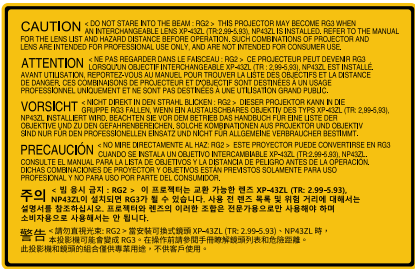 CAUTION < DO NOT STARE INTO THE BEAM : RG2 > THIS PROJECTOR MAY BECOME RG3 WHEN
AN INTERCHANGEABLE LENS XP-43ZL (TR:2.99-5.93), NP43ZL IS INSTALLED. REFER TO THE MANUAL
FOR THE LENS LIST AND HAZARD DISTANCE BEFORE OPERATION. SUCH COMBINATIONS OF PROJECTOR AND
LENS ARE INTENDED FOR PROFESSIONAL USE ONLY, AND ARE NOT INTENDED FOR CONSUMER USE.
ATTENTION < NE PAS REGARDER DANS LE FAISCEAU : RG2 > CE PROJECTEUR PEUT DEVENIR RG3
LORSQU'UN OBJECTIF INTERCHANGEABLE XP-43ZL (TR: 2.99-5.93), NP43ZL EST INSTALLÉ.
AVANT UTILISATION, REPORTEZ-VOUS AU MANUEL POUR TROUVER LA LISTE DES OBJECTIFS ET LA DISTANCE
DE DANGER, CES COMBINAISONS DE PROJECTEUR ET D'OBJECTIF SONT DESTINÉES A UN USAGE
PROFESSIONNEL UNIQUEMENT ET NE SONT PAS DESTINÉES À UNE UTILISATION GRAND PUBLIC.
VORSICHT < NICHT DIREKT IN DEN STRAHL BLICKEN : RG2 > DIESER PROJEKTOR KANN IN DIE
GRUPPE RG3 FALLEN, WENN EIN AUSTAUSCHBARES OBJEKTIV DES TYPS XP-43ZL (TR: 2,99-5,93),
NP43ZL INSTALLIERT WIRD, BEACHTEN SIE VOR DEM BETRIEB DAS HANDBUCH FÜR EINE LISTE DER
OBJEKTIVE UND ZU DEN GEFAHRENBEREICHEN, SOLCHE KOMBINATIONEN AUS PROJEKTOR UND OBJEKTIV
SIND NUR FÜR DEN PROFESSIONELLEN EINSATZ UND NICHT FÜR ALLGEMEINE VERBRAUCHER BESTIMMT.
PRECAUCIÓN < NO MIRE DIRECTAMENTE AL HAZ: RG2 > ESTE PROYECTOR PUEDE CONVERTIRSE EN RG3
CUANDO SE INSTALA UN OBJETIVO INTERCAMBIABLE XP-43ZL (TR: 2,99-5,93), NP43ZL.
CONSULTE EL MANUAL PARA LA LISTA DE OBJETIVOS Y LA DISTANCIA DE PELIGRO ANTES DE LA OPERACIÓN.
DICHAS COMBINACIONES DE PROYECTOR Y OBJETIVOS ESTÁN PREVISTOS SOLAMENTE PARA USO
PROFESIONAL Y NO PARA USO POR PARTE DEL CONSUMIDOR.
주의 < 빔 응시 금지 : RG2 > 이 프로젝터는 교환 가능한 렌즈 XP-43ZL (TR: 2.99-5.93),
NP43ZL이 설치되면 RG3가 될 수 있습니다. 사용 전 렌즈 목록 및 위험 거리에 대해서는
설명서를 참조하십시오. 프로젝터와 렌즈의 이러한 조합은 전문가용으로만 사용해야 하며
소비자용으로 사용해서는 안 됩니다.
警告 < 請勿直視光束: RG2 > 當安裝可換式鏡頭 XP-43ZL (TR: 2.99-5.93)、NP43ZL 時，
本投影機可能會變成 RG3。在操作前請參閱手冊瞭解鏡頭列表和危險距離。
此投影機和鏡頭的組合僅供專業用途，不供客戶使用。